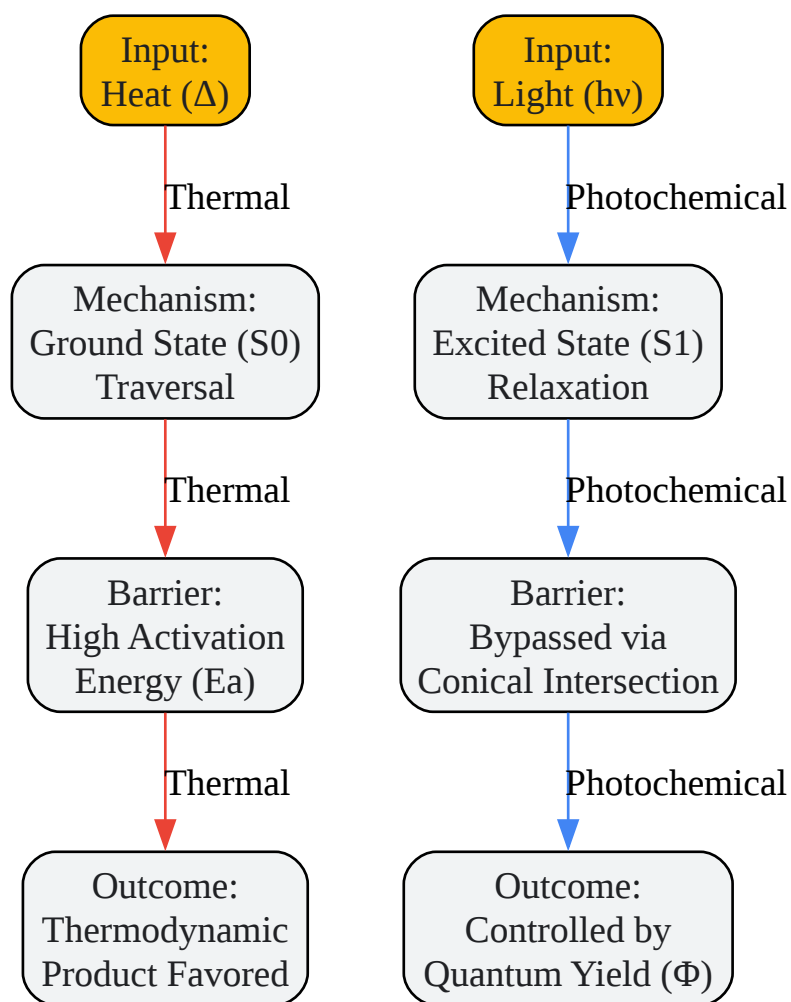 Input:
Heat (Δ)
Thermal
Mechanism:
Ground State (S0)
Traversal
Thermal
Barrier:
High Activation
Energy (Ea)
Thermal
Outcome:
Thermodynamic
Product Favored
Input:
Light (hν)
Photochemical
Mechanism:
Excited State (S1)
Relaxation
Photochemical
Barrier:
Bypassed via
Conical Intersection
Photochemical
Outcome:
Controlled by
Quantum Yield (Φ)